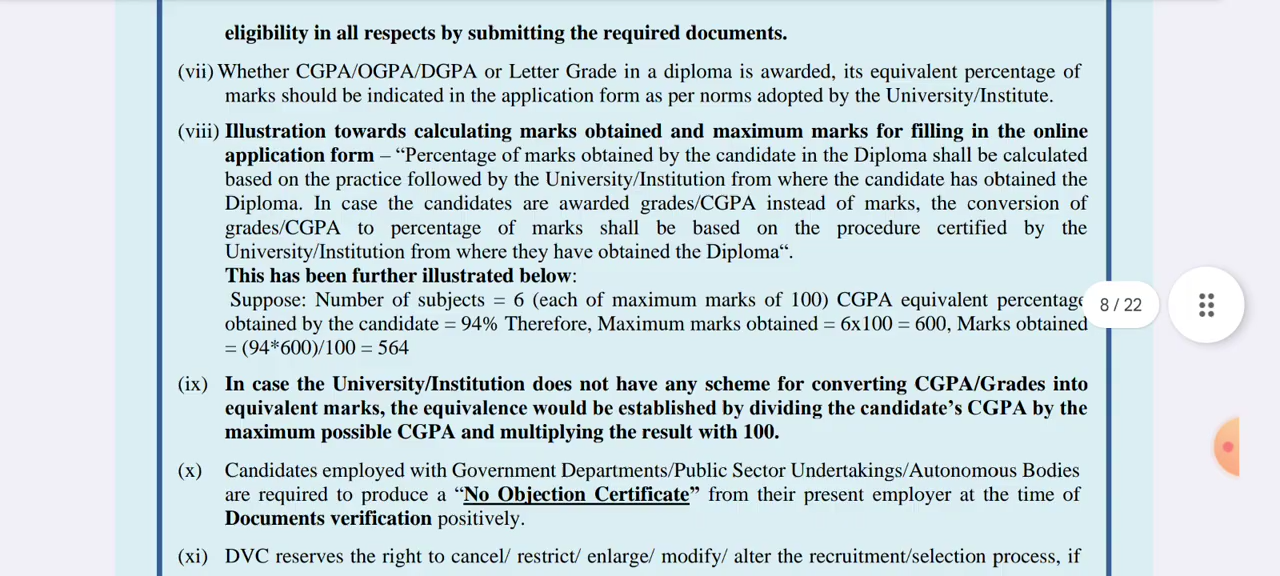 eligibility in all respects by submitting the required documents.
(vii) Whether CGPA/OGPA/DGPA or Letter Grade in a diploma is awarded, its equivalent percentage of
marks should be indicated in the application form as per norms adopted by the University/Institute.
(viii) Illustration towards calculating marks obtained and maximum marks for filling in the online
application form – “Percentage of marks obtained by the candidate in the Diploma shall be calculated
based on the practice followed by the University/Institution from where the candidate has obtained the
Diploma. In case the candidates are awarded grades/CGPA instead of marks, the conversion of
grades/CGPA to percentage of marks shall be based on the procedure certified by the
University/Institution from where they have obtained the Diploma“.
This has been further illustrated below:
Suppose: Number of subjects = 6 (each of maximum marks of 100) CGPA equivalent percentage
obtained by the candidate = 94% Therefore, Maximum marks obtained = 6x100 = 600, Marks obtained
= (94*600)/100 = 564
8 / 22
(ix) In case the University/Institution does not have any scheme for converting CGPA/Grades into
equivalent marks, the equivalence would be established by dividing the candidate’s CGPA by the
maximum possible CGPA and multiplying the result with 100.
(x) Candidates employed with Government Departments/Public Sector Undertakings/Autonomous Bodies
are required to produce a “No Objection Certificate” from their present employer at the time of
Documents verification positively.
(xi) DVC reserves the right to cancel/ restrict/ enlarge/ modify/ alter the recruitment/selection process, if